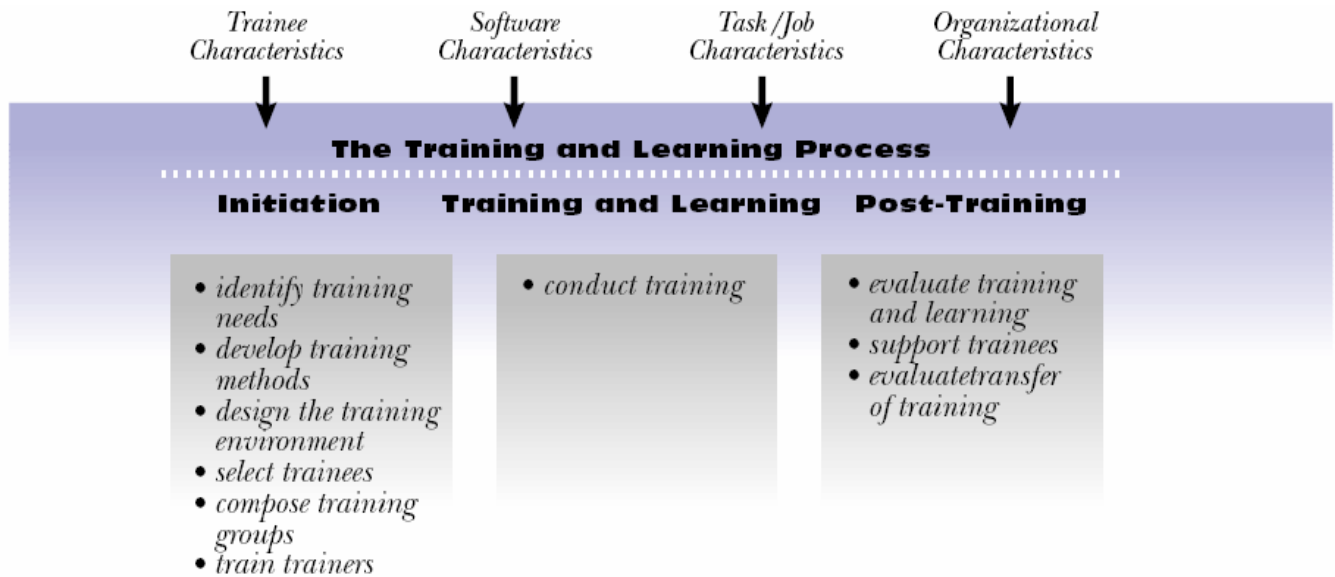 Trainee
Characteristics
Software
Characteristics
Task/Job
Characteristics
Organizational
Characteristics
The Training and Learning Process
Initiation
Training and Learning
Post-Training
• identify training
needs
• develop training
methods
• design the training
environment
• select trainees
• compose training
groups
• train trainers
• conduct training
• evaluate training
and learning
• support trainees
• evaluatetransfer
of training